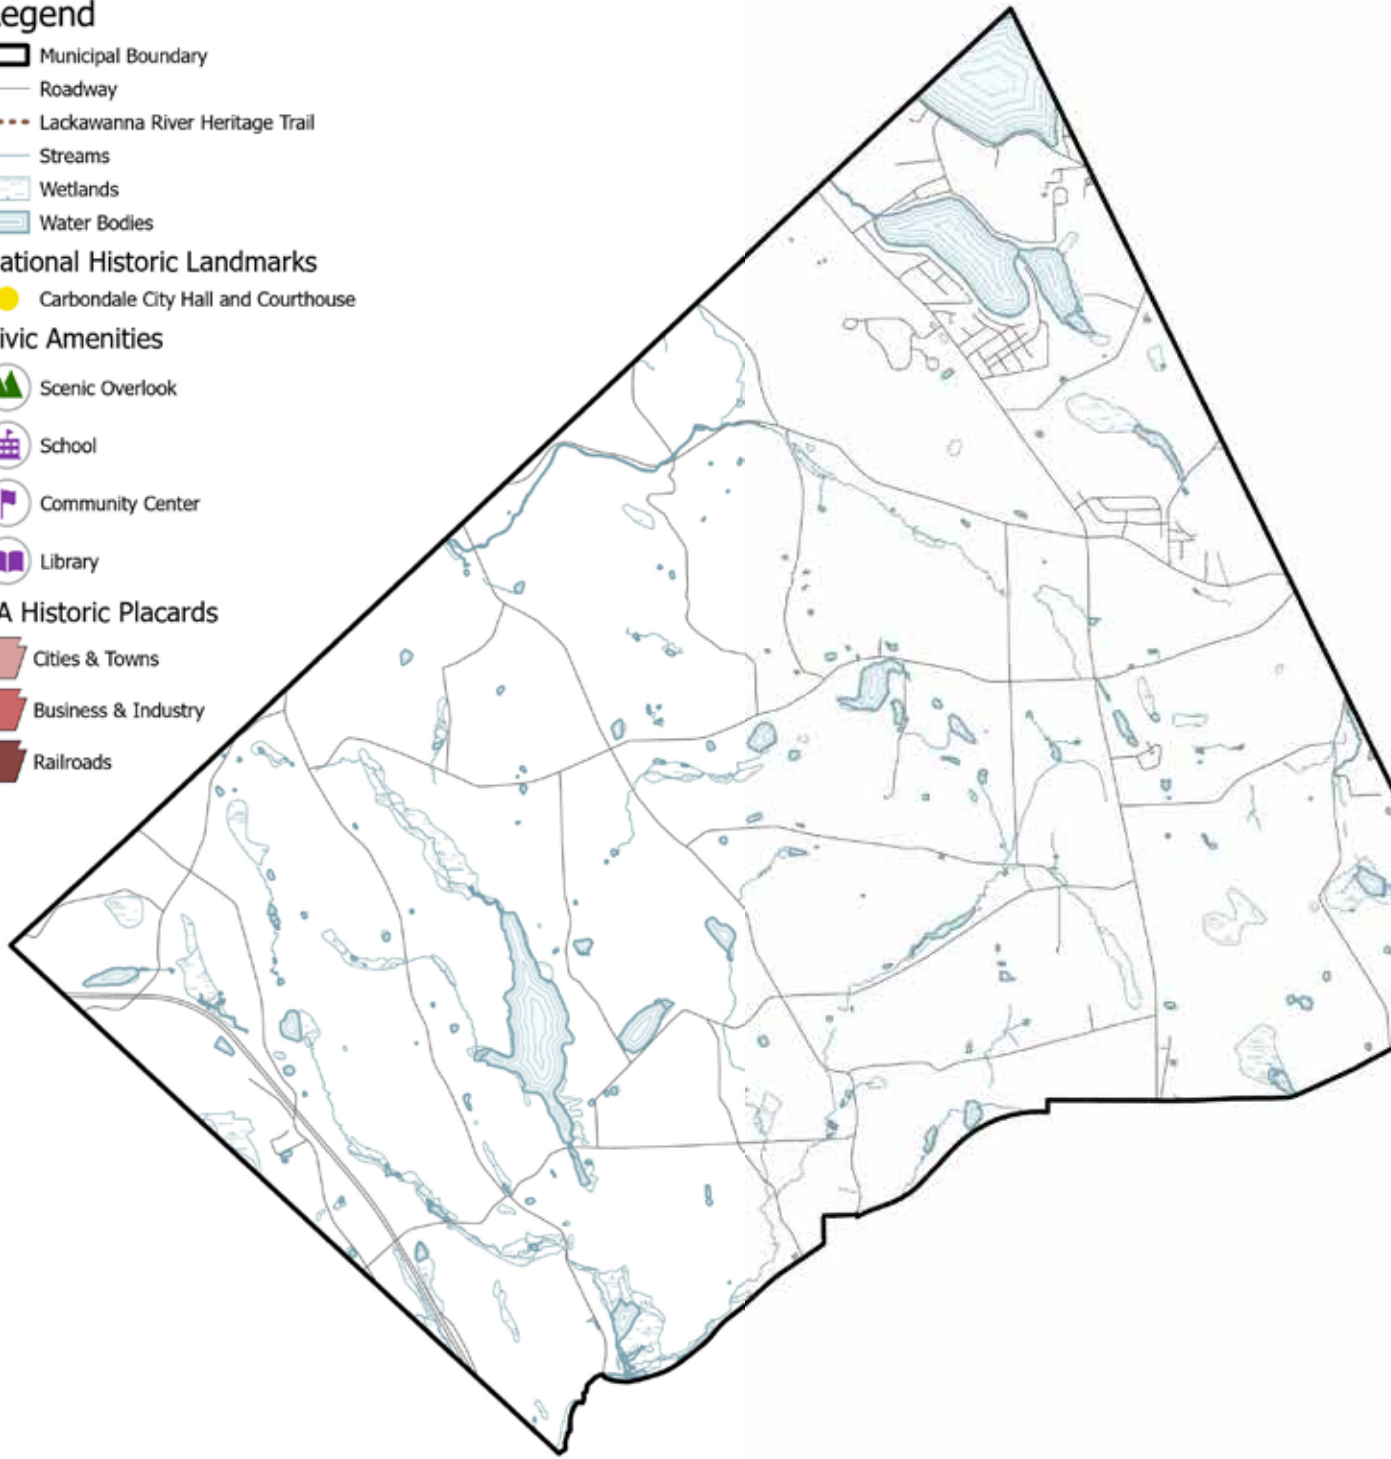 egend
Municipal Boundary
Roadway
Lackawanna River Heritage Trail
Streams
Wetlands
Water Bodies
ational Historic Landmarks
Carbondale City Hall and Courthouse
ivic Amenities
Scenic Overlook
School
Community Center
Library
A Historic Placards
Cities & Towns
Business & Industry
Railroads